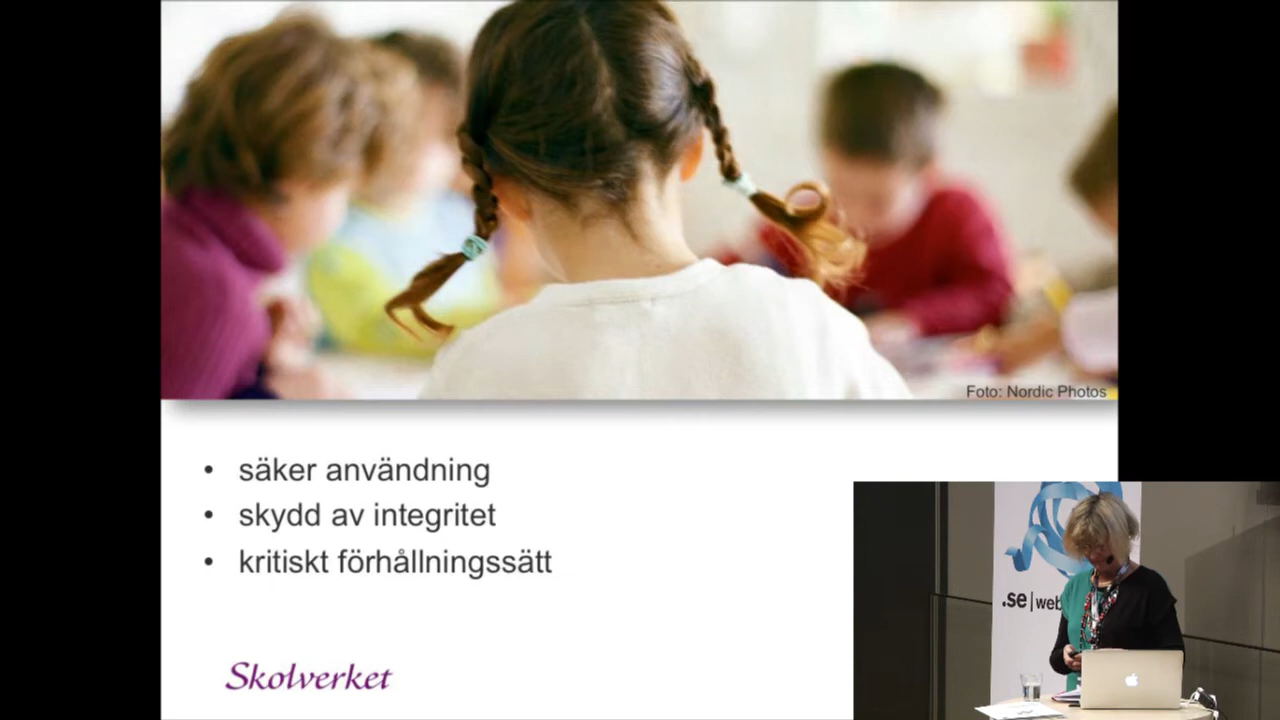 Foto: Nordic Photos
• säker användning
• skydd av integritet
• kritiskt förhållningssätt
.se | web
Skolverket